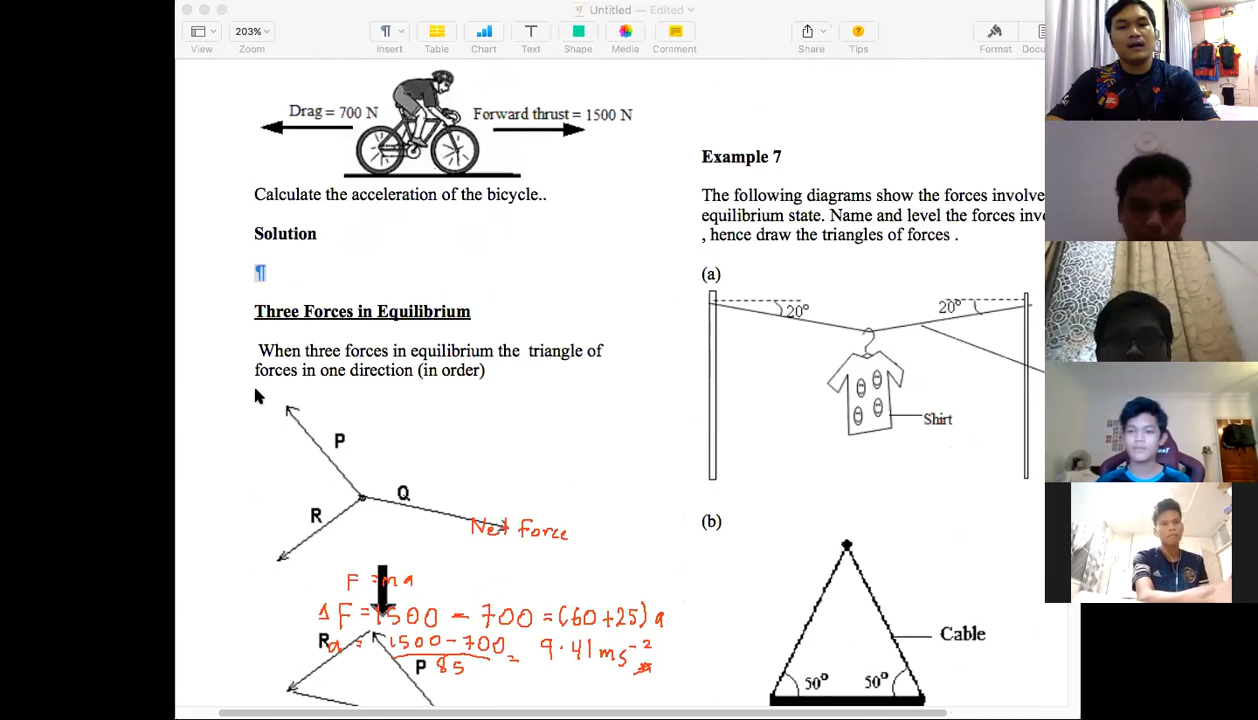 Untitled — Edited
203%
View
Zoom
Insert
Table
Chart
Text
Shape
Media
Comment
Share
Tips
Format
Docu
Drag = 700 N
Forward thrust = 1500 N
Calculate the acceleration of the bicycle..
Solution
¶
Three Forces in Equilibrium
When three forces in equilibrium the triangle of
forces in one direction (in order)
P
Q
R
Net Force
F = ma
ΔF = 1500 - 700 = (60+25) a
a = 1500 - 700 = 9.41 ms-2
85
R
P
Example 7
The following diagrams show the forces involve
equilibrium state. Name and level the forces inv
, hence draw the triangles of forces .
(a)
20°
20°
Shirt
(b)
Cable
50°
50°